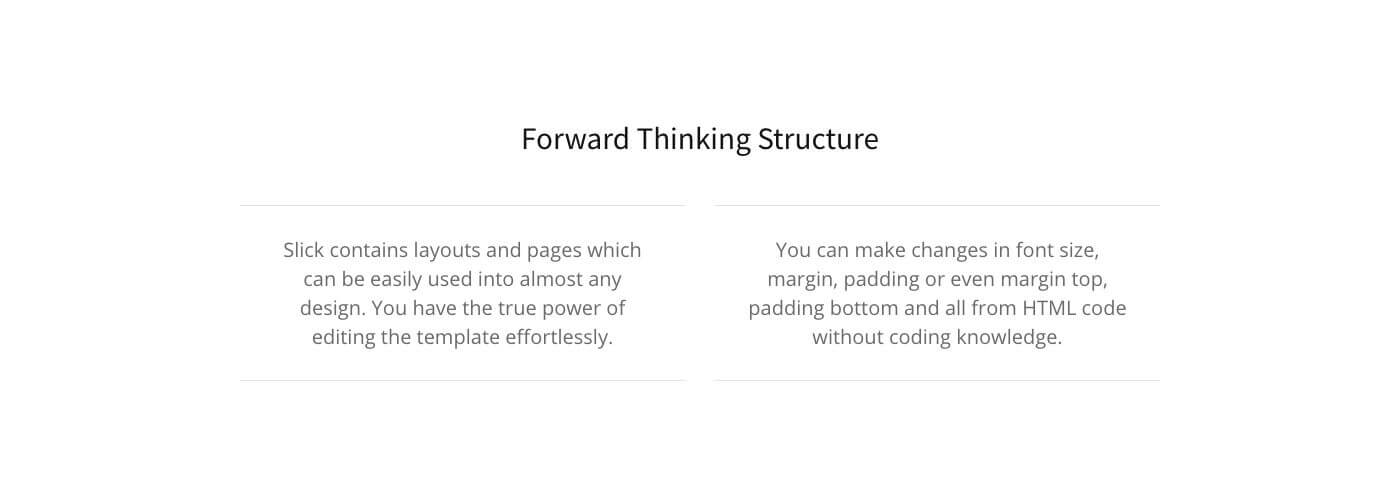 Forward Thinking Structure
Slick contains layouts and pages which
can be easily used into almost any
design. You have the true power of
editing the template effortlessly.
You can make changes in font size,
margin, padding or even margin top,
padding bottom and all from HTML code
without coding knowledge.